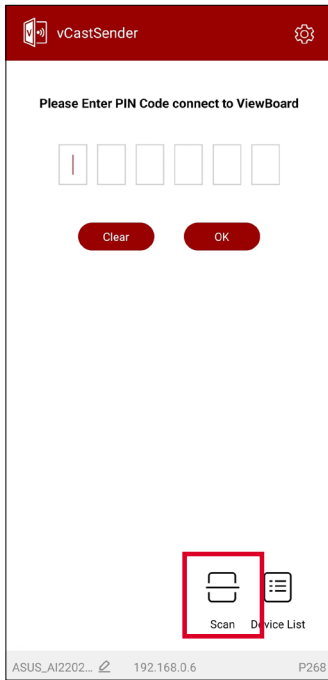 vCastSender
Please Enter PIN Code connect to ViewBoard
Clear OK
Scan Device List
ASUS_AI2202... 192.168.0.6 P268